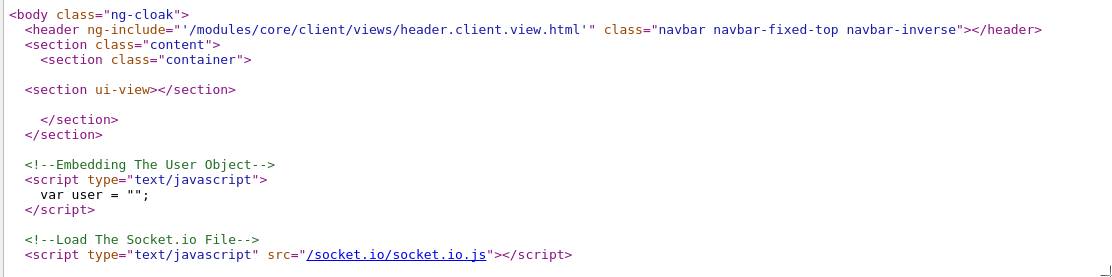 <body class="ng-cloak">
<header ng-include="'/modules/core/client/views/header.client.view.html'" class="navbar navbar-fixed-top navbar-inverse"></header>
<section class="content">
<section class="container">
<section ui-view></section>
</section>
</section>
<!--Embedding The User Object-->
<script type="text/javascript">
var user = "";
</script>
<!--Load The Socket.io File-->
<script type="text/javascript" src="/socket.io/socket.io.js"></script>